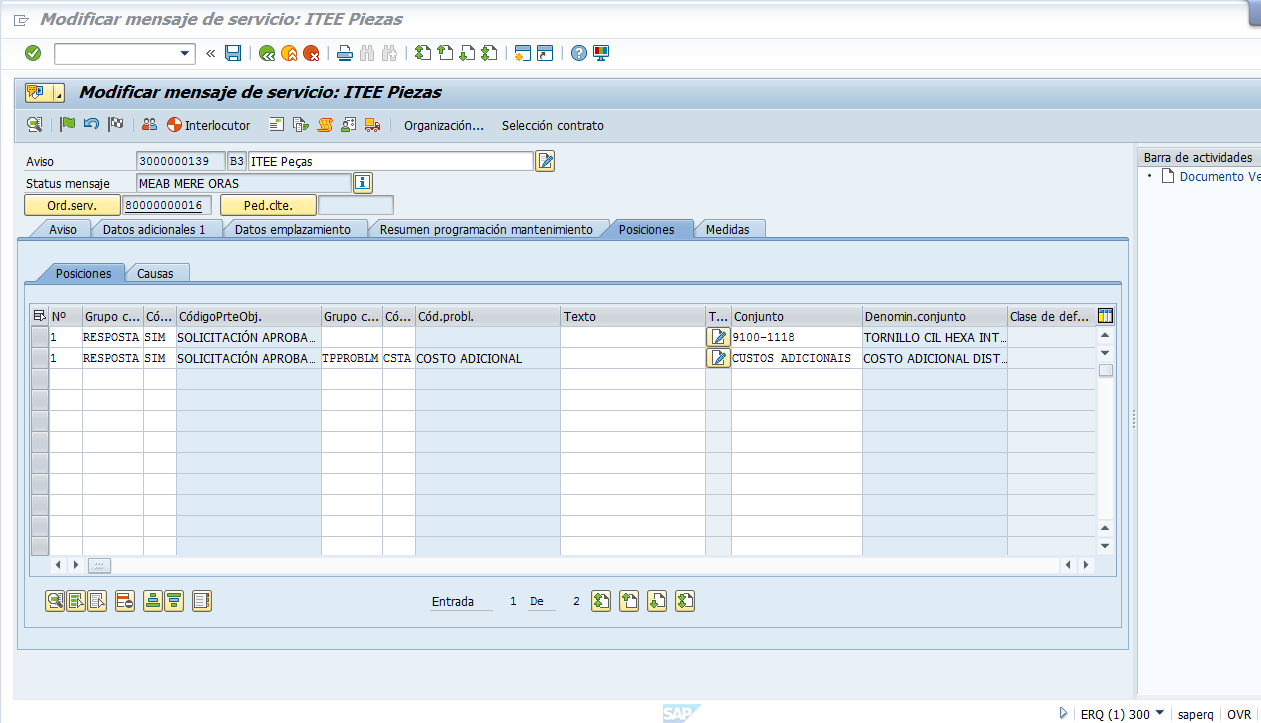 Modificar mensaje de servicio: ITEE Piezas
Modificar mensaje de servicio: ITEE Piezas
Interlocutor Organización... Selección contrato
Aviso 3000000139 B3 ITEE Peças
Status mensaje MEAB MERE ORAS
Ord.serv. 80000000016 Ped.clte.
Aviso Datos adicionales 1 Datos emplazamiento Resumen programación mantenimiento Posiciones Medidas
Posiciones Causas
Nº Grupo c... Có... CódigoPrteObj. Grupo c... Có... Cód.probl. Texto T... Conjunto Denomin.conjunto Clase de def...
1 RESPOSTA SIM SOLICITACIÓN APROBA... 9100-1118 TORNILLO CIL HEXA INT...
1 RESPOSTA SIM SOLICITACIÓN APROBA... TPPROBLM CSTA COSTO ADICIONAL CUSTOS ADICIONAIS COSTO ADICIONAL DIST...
Entrada 1 De 2
Barra de actividades
Documento Ve
SAP
ERQ (1) 300 saperq OVR